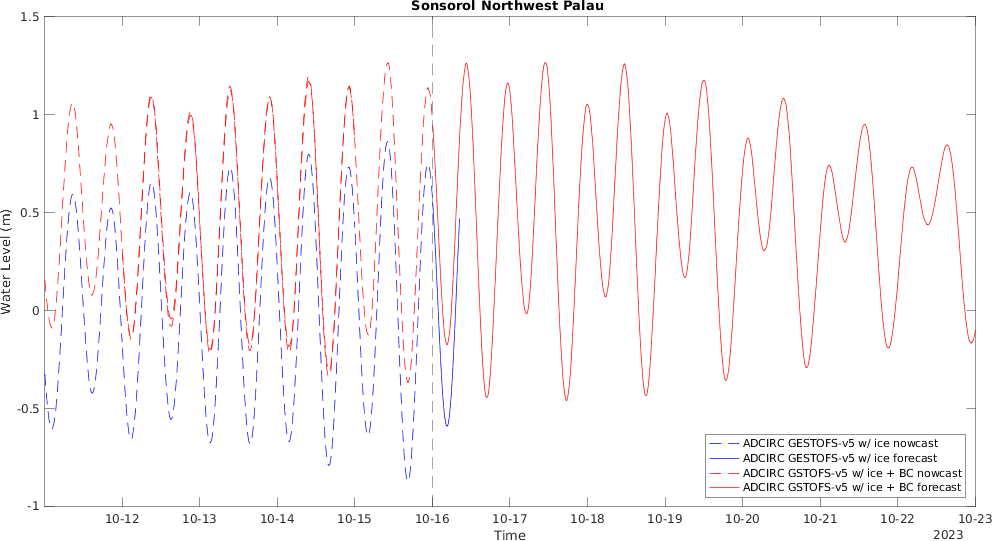 Sonsorol Northwest Palau
1.5
1
0.5
0
-0.5
-1
Water Level (m)
10-12
10-13
10-14
10-15
10-16
10-17
10-18
10-19
10-20
10-21
10-22
10-23
Time
2023
ADCIRC GESTOFS-v5 w/ ice nowcast
ADCIRC GESTOFS-v5 w/ ice forecast
ADCIRC GSTOFS-v5 w/ ice + BC nowcast
ADCIRC GSTOFS-v5 w/ ice + BC forecast